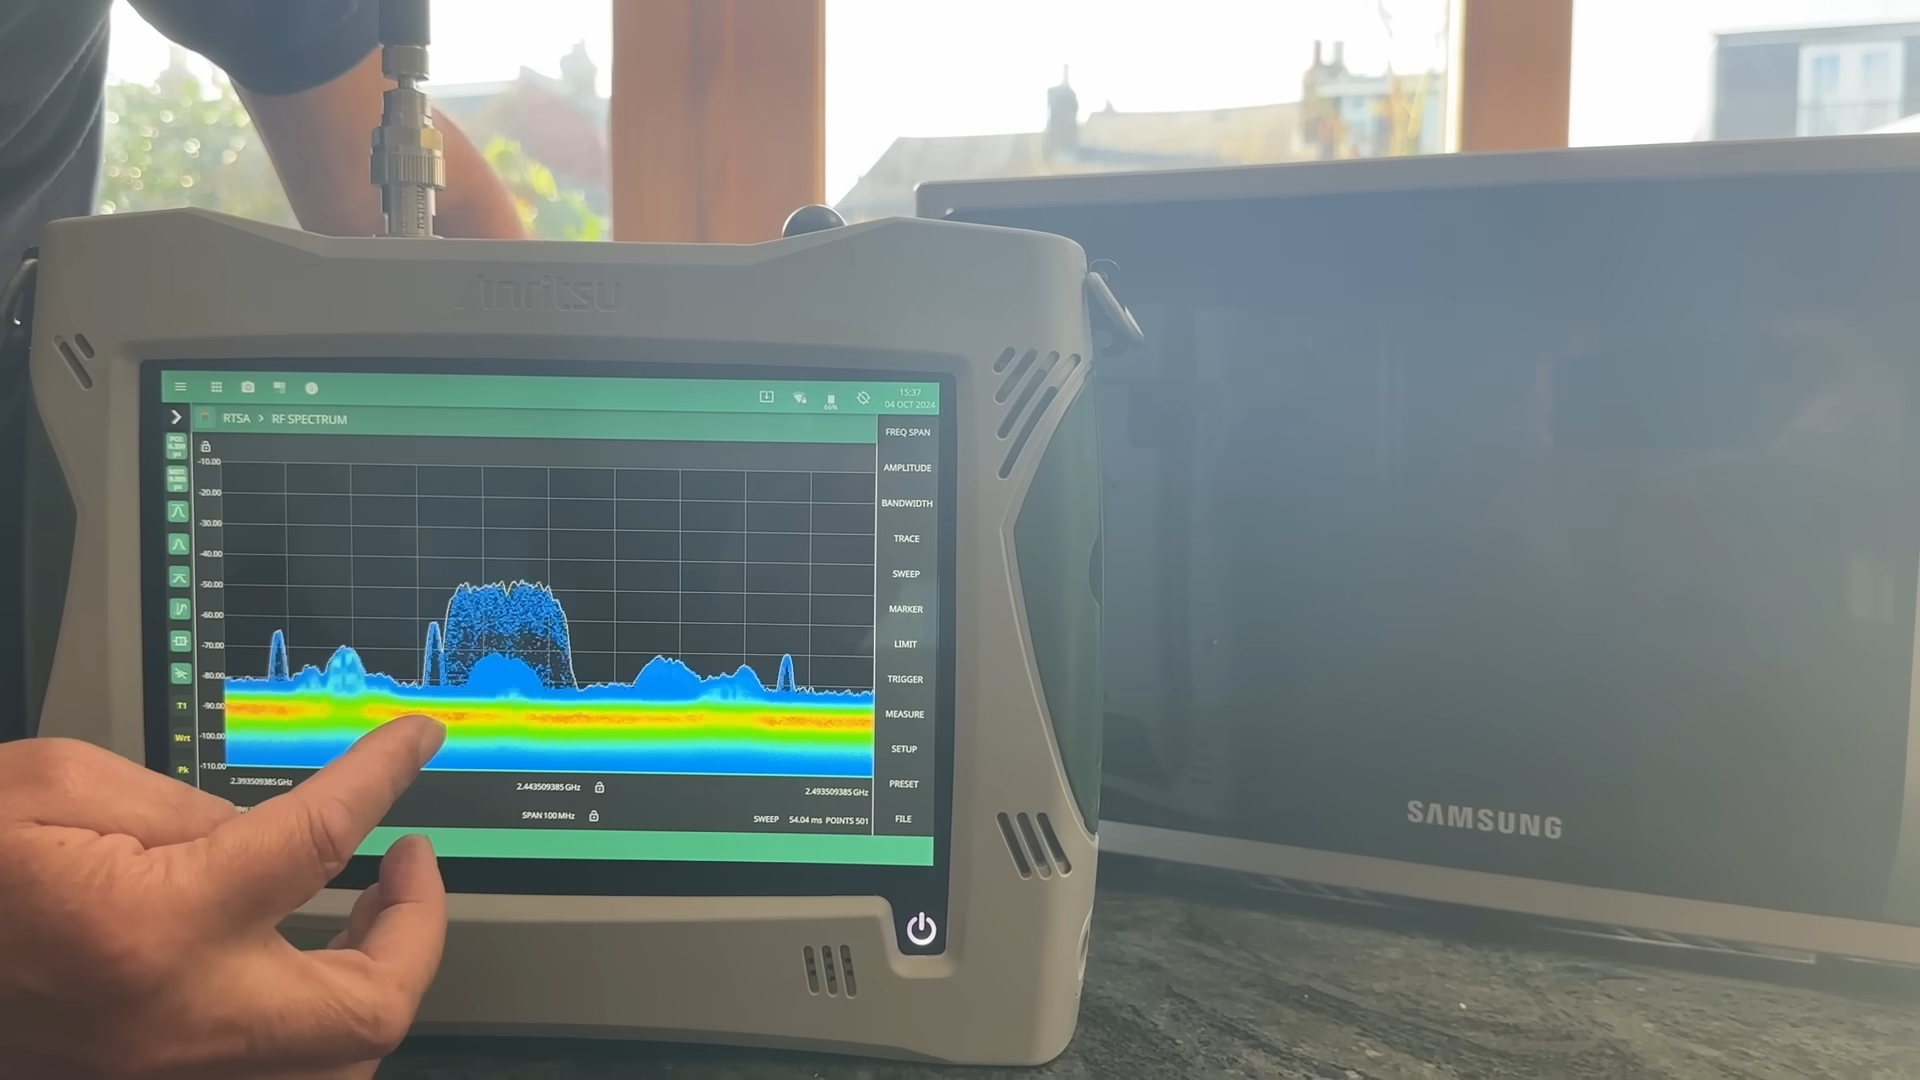 Anritsu
15:37
04 OCT 2024
66%
RTSA > RF SPECTRUM
FREQ SPAN
AMPLITUDE
BANDWIDTH
TRACE
SWEEP
MARKER
LIMIT
TRIGGER
MEASURE
SETUP
PRESET
FILE
-10.00
-20.00
-30.00
-40.00
-50.00
-60.00
-70.00
-80.00
-90.00
-100.00
-110.00
T1
Wrt
Pk
2.393509385 GHz
2.443509385 GHz
2.493509385 GHz
SPAN 100 MHz
SWEEP 54.04 ms POINTS 501
SAMSUNG